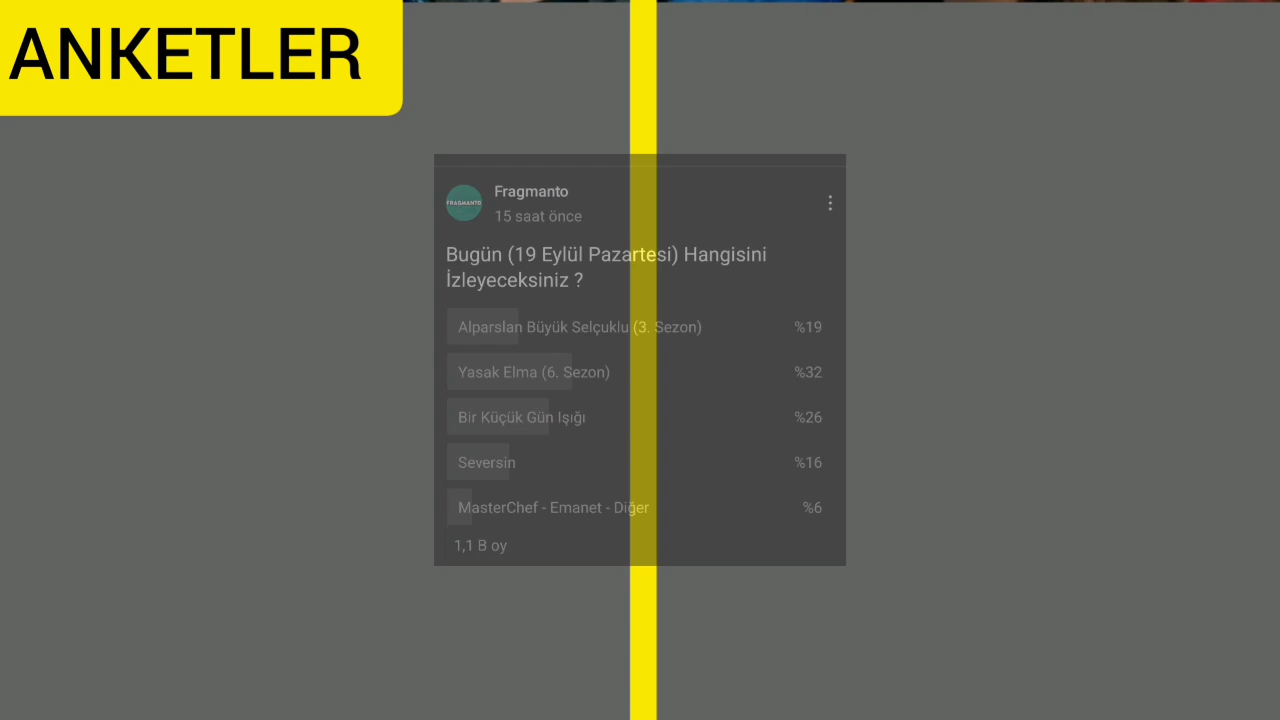 ANKETLER
FRAGMANTO
Fragmanto
15 saat önce
Bugün (19 Eylül Pazartesi) Hangisini
İzleyeceksiniz ?
Alparslan Büyük Selçuklu (3. Sezon) %19
Yasak Elma (6. Sezon) %32
Bir Küçük Gün Işığı %26
Seversin %16
MasterChef - Emanet - Diğer %6
1,1 B oy